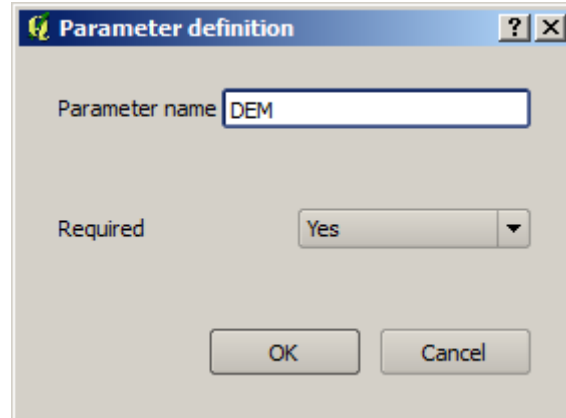 Parameter definition
Parameter name DEM
Required Yes
OK Cancel